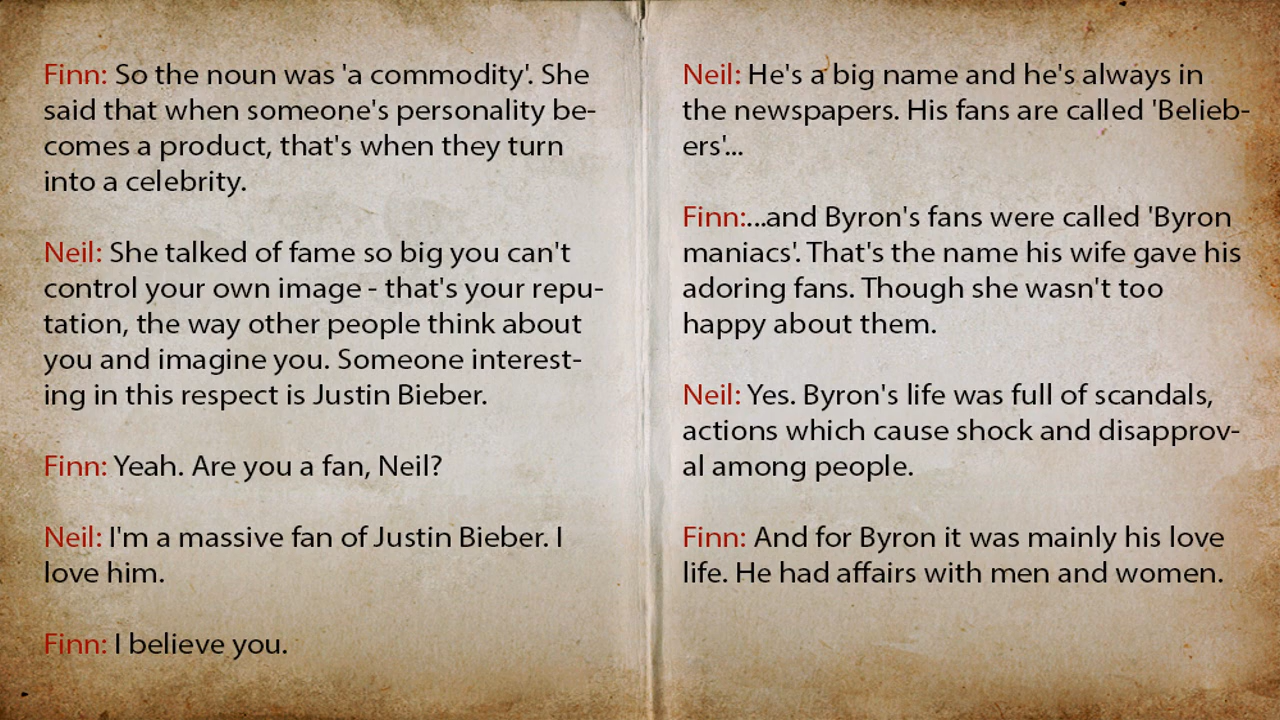 Finn: So the noun was 'a commodity'. She
said that when someone's personality be-
comes a product, that's when they turn
into a celebrity.
Neil: She talked of fame so big you can't
control your own image - that's your repu-
tation, the way other people think about
you and imagine you. Someone interest-
ing in this respect is Justin Bieber.
Finn: Yeah. Are you a fan, Neil?
Neil: I'm a massive fan of Justin Bieber. I
love him.
Finn: I believe you.
Neil: He's a big name and he's always in
the newspapers. His fans are called 'Belieb-
ers'...
Finn:...and Byron's fans were called 'Byron
maniacs'. That's the name his wife gave his
adoring fans. Though she wasn't too
happy about them.
Neil: Yes. Byron's life was full of scandals,
actions which cause shock and disapprov-
al among people.
Finn: And for Byron it was mainly his love
life. He had affairs with men and women.